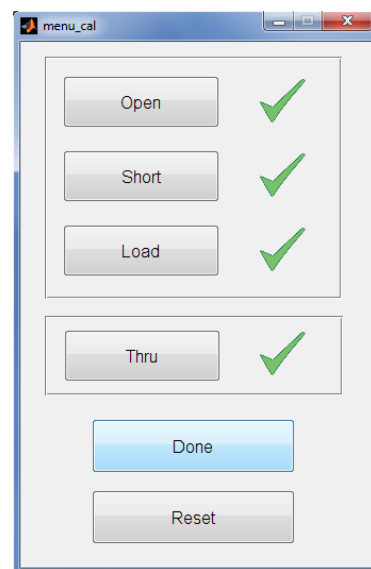 menu_cal
Open
Short
Load
Thru
Done
Reset